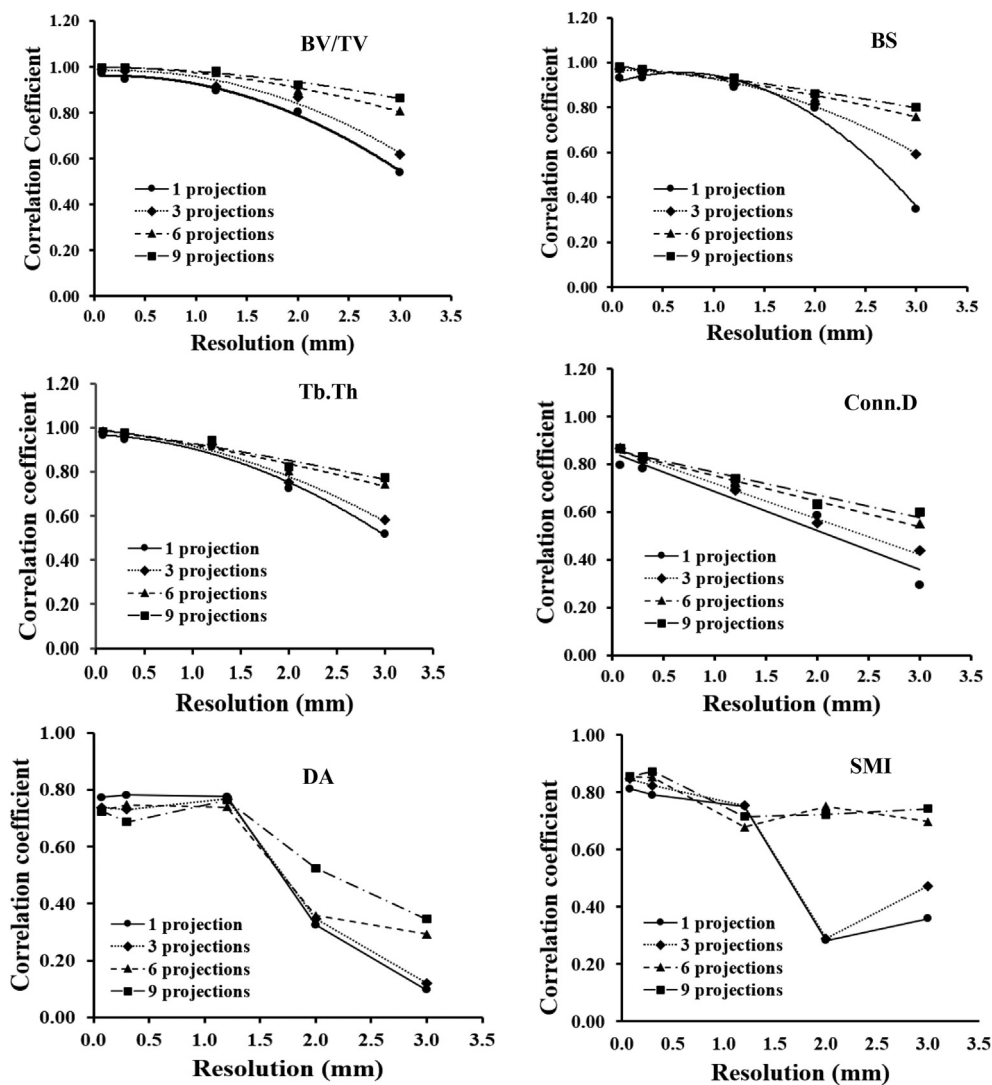 BV/TV
Correlation Coefficient
1.20
1.00
0.80
0.60
0.40
0.20
0.00
1 projection
3 projections
6 projections
9 projections
0.0 0.5 1.0 1.5 2.0 2.5 3.0 3.5
Resolution (mm)
BS
Correlation coefficient
1.20
1.00
0.80
0.60
0.40
0.20
0.00
1 projection
3 projections
6 projections
9 projections
0.0 0.5 1.0 1.5 2.0 2.5 3.0 3.5
Resolution (mm)
Tb.Th
Correlation coefficient
1.20
1.00
0.80
0.60
0.40
0.20
0.00
1 projection
3 projections
6 projections
9 projections
0.0 0.5 1.0 1.5 2.0 2.5 3.0 3.5
Resolution (mm)
Conn.D
Correlation coefficient
1.20
1.00
0.80
0.60
0.40
0.20
0.00
1 projection
3 projections
6 projections
9 projections
0.0 0.5 1.0 1.5 2.0 2.5 3.0 3.5
Resolution (mm)
DA
Correlation coefficient
1.00
0.80
0.60
0.40
0.20
0.00
1 projection
3 projections
6 projections
9 projections
0.0 0.5 1.0 1.5 2.0 2.5 3.0 3.5
Resolution (mm)
SMI
Correlation coefficient
1.00
0.80
0.60
0.40
0.20
0.00
1 projection
3 projections
6 projections
9 projections
0.0 0.5 1.0 1.5 2.0 2.5 3.0 3.5
Resolution (mm)